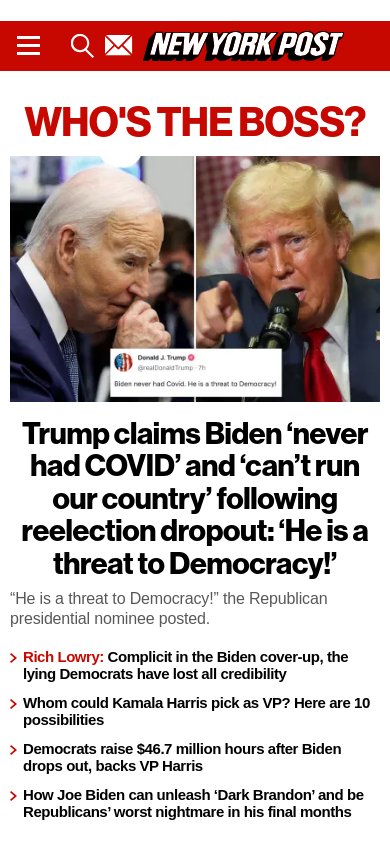 NEW YORK POST
WHO'S THE BOSS?
Donald J. Trump
@realDonaldTrump · 7h
Biden never had Covid. He is a threat to Democracy!
Trump claims Biden ‘never
had COVID’ and ‘can’t run
our country’ following
reelection dropout: ‘He is a
threat to Democracy!’
“He is a threat to Democracy!” the Republican
presidential nominee posted.
Rich Lowry: Complicit in the Biden cover-up, the
lying Democrats have lost all credibility
Whom could Kamala Harris pick as VP? Here are 10
possibilities
Democrats raise $46.7 million hours after Biden
drops out, backs VP Harris
How Joe Biden can unleash ‘Dark Brandon’ and be
Republicans’ worst nightmare in his final months